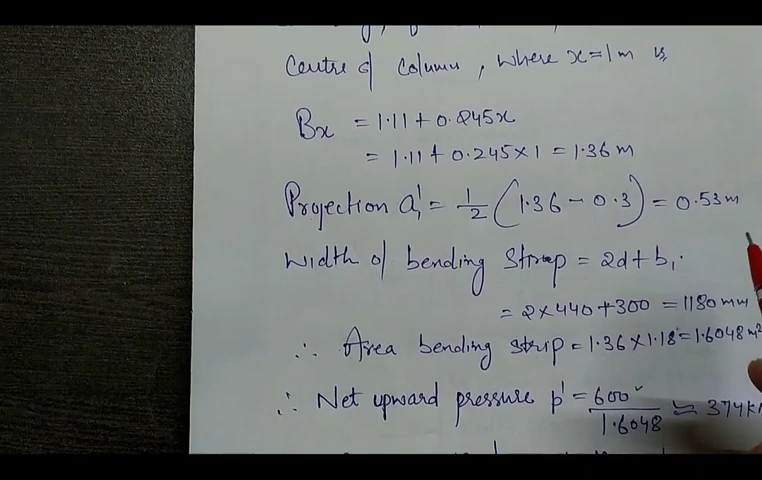 Centre of Column, where x=1m is,
Bx = 1.11+0.245x
= 1.11+ 0.245×1 = 1.36 m
Projection a₁' = 1/2 (1.36 - 0.3) = 0.53m
Width of bending Strip = 2d+b₁.
= 2×440+300 = 1180 mm
∴ Area bending strip = 1.36×1.18 = 1.6048 m²
∴ Net upward pressure p' = 600/1.6048 ≃ 374k